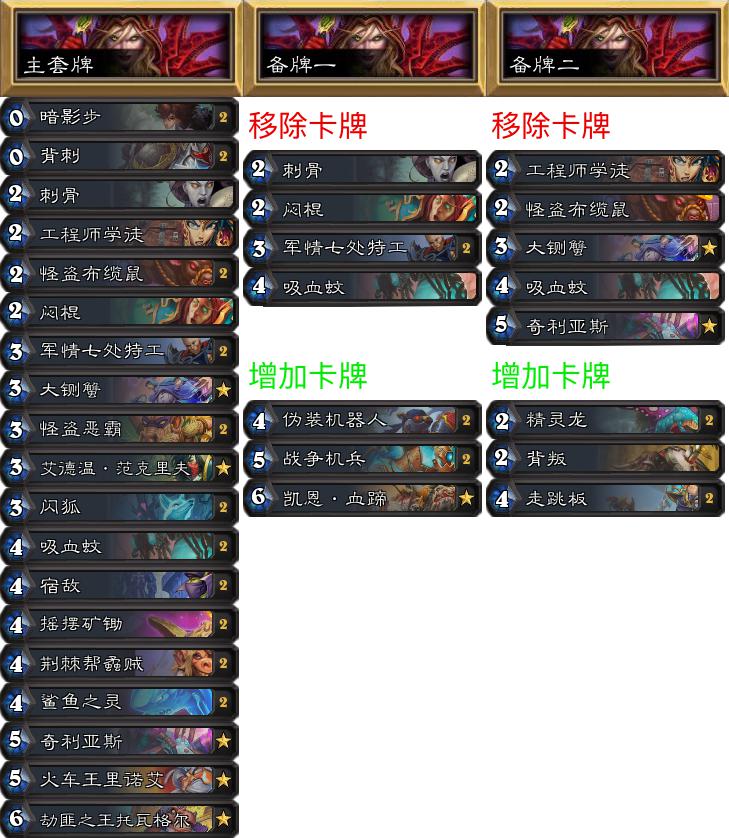 主套牌
0 暗影步 2
0 背刺 2
2 刺骨
2 工程师学徒
2 怪盗布缆鼠 2
2 闷棍
3 军情七处特工 2
3 大铡蟹
3 怪盗恶霸 2
3 艾德温·范克里夫
3 闪狐 2
4 吸血蚊 2
4 宿敌 2
4 摇摆矿锄 2
4 荆棘帮蟊贼 2
4 鲨鱼之灵 2
5 奇利亚斯
5 火车王里诺艾
6 劫匪之王托瓦格尔
备牌一
移除卡牌
2 刺骨
2 闷棍
3 军情七处特工 2
4 吸血蚊
增加卡牌
4 伪装机器人 2
5 战争机兵 2
6 凯恩·血蹄
备牌二
移除卡牌
2 工程师学徒
2 怪盗布缆鼠
3 大铡蟹
4 吸血蚊
5 奇利亚斯
增加卡牌
2 精灵龙 2
2 背叛
4 走跳板 2